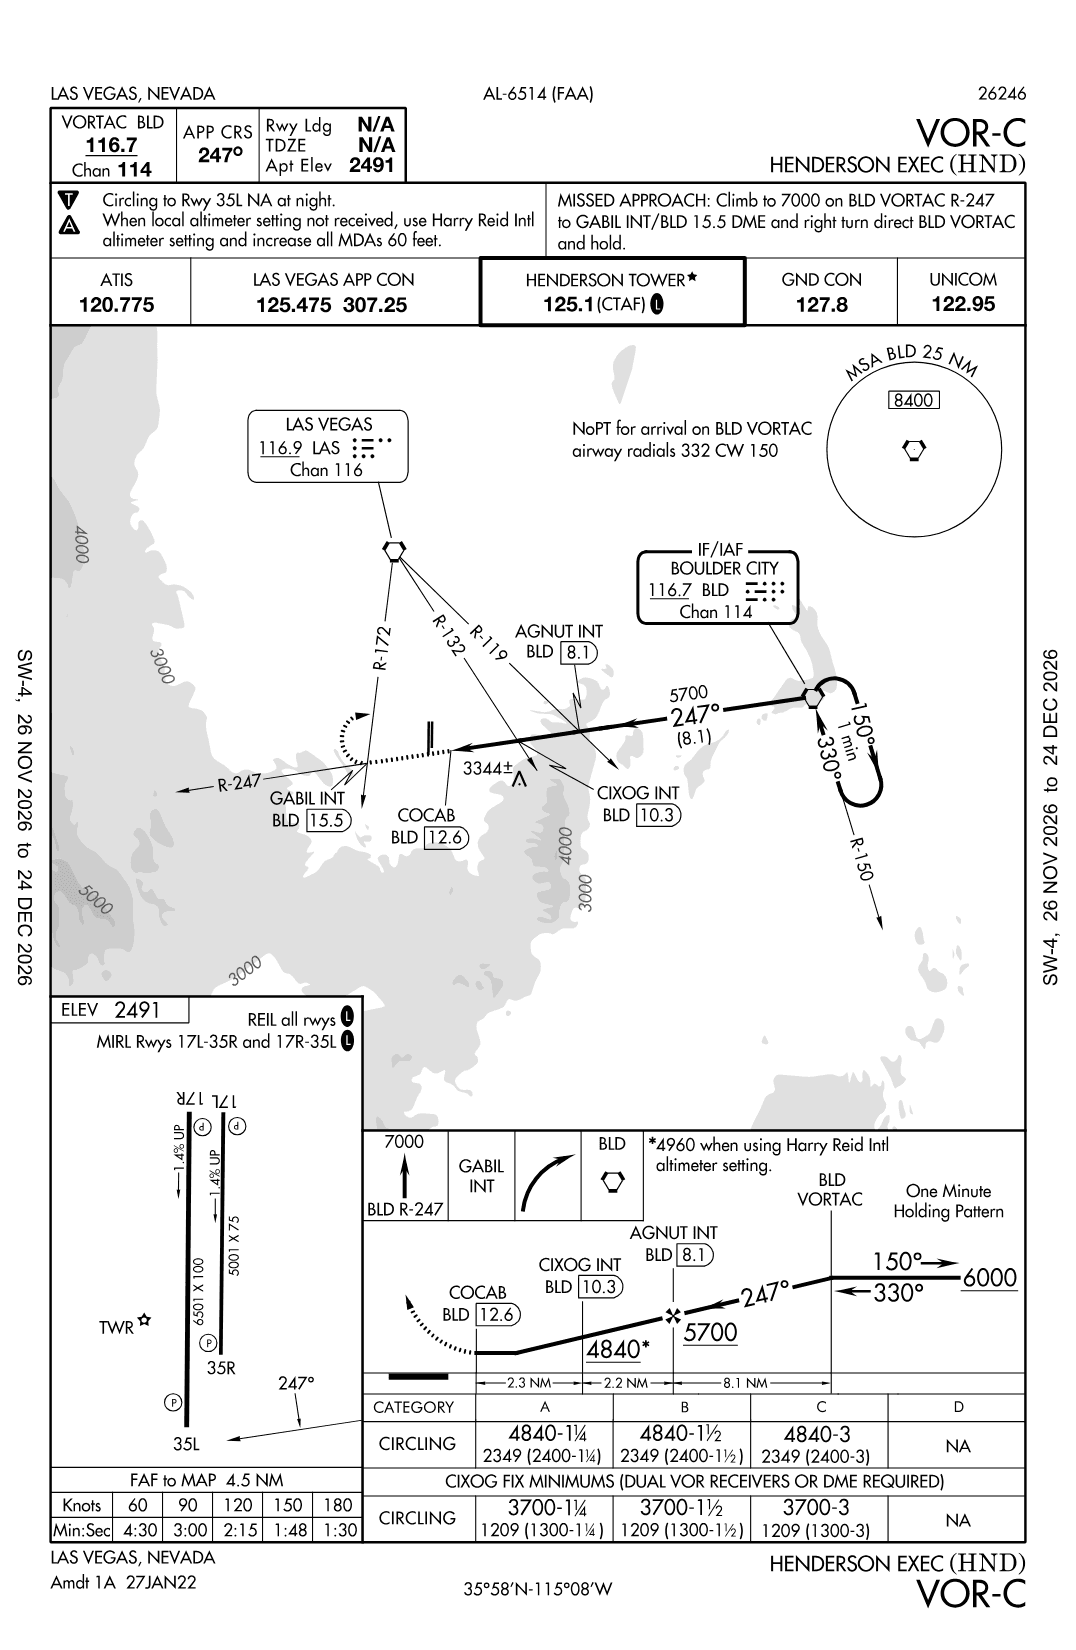 LAS VEGAS, NEVADA
AL-6514 (FAA)
26246
VORTAC BLD
116.7
Chan 114
APP CRS
247°
Rwy Ldg N/A
TDZE N/A
Apt Elev 2491
VOR-C
HENDERSON EXEC (HND)
T
A
Circling to Rwy 35L NA at night.
When local altimeter setting not received, use Harry Reid Intl
altimeter setting and increase all MDAs 60 feet.
MISSED APPROACH: Climb to 7000 on BLD VORTAC R-247
to GABIL INT/BLD 15.5 DME and right turn direct BLD VORTAC
and hold.
ATIS
120.775
LAS VEGAS APP CON
125.475 307.25
HENDERSON TOWER★
125.1 (CTAF) L
GND CON
127.8
UNICOM
122.95
MSA BLD 25 NM
8400
NoPT for arrival on BLD VORTAC
airway radials 332 CW 150
LAS VEGAS
116.9 LAS
Chan 116
IF/IAF
BOULDER CITY
116.7 BLD
Chan 114
4000
3000
R-172
R-132
R-119
AGNUT INT
BLD 8.1
5700
247°
(8.1)
150°
1 min
330°
R-247
3344±
GABIL INT
BLD 15.5
COCAB
BLD 12.6
CIXOG INT
BLD 10.3
R-150
4000
3000
5000
3000
SW-4, 26 NOV 2026 to 24 DEC 2026
SW-4, 26 NOV 2026 to 24 DEC 2026
ELEV 2491
REIL all rwys L
MIRL Rwys 17L-35R and 17R-35L L
17R
17L
P
P
1.4% UP
1.4% UP
6501 X 100
5001 X 75
TWR
P
35R
P
35L
247°
FAF to MAP 4.5 NM
Knots 60 90 120 150 180
Min:Sec 4:30 3:00 2:15 1:48 1:30
7000
BLD R-247
GABIL
INT
BLD
*4960 when using Harry Reid Intl
altimeter setting.
BLD
VORTAC
One Minute
Holding Pattern
AGNUT INT
BLD 8.1
CIXOG INT
BLD 10.3
COCAB
BLD 12.6
150°
330°
6000
247°
5700
4840*
2.3 NM
2.2 NM
8.1 NM
CATEGORY A B C D
CIRCLING
4840-1¼
2349 (2400-1¼)
4840-1½
2349 (2400-1½)
4840-3
2349 (2400-3)
NA
CIXOG FIX MINIMUMS (DUAL VOR RECEIVERS OR DME REQUIRED)
CIRCLING
3700-1¼
1209 (1300-1¼)
3700-1½
1209 (1300-1½)
3700-3
1209 (1300-3)
NA
LAS VEGAS, NEVADA
Amdt 1A 27JAN22
35°58'N-115°08'W
HENDERSON EXEC (HND)
VOR-C